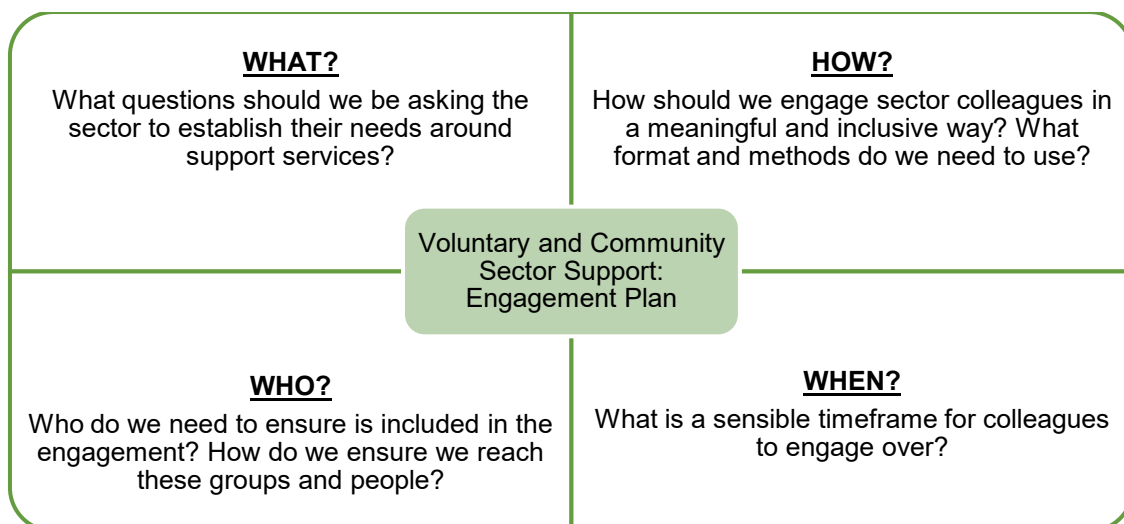 WHAT?
What questions should we be asking the
sector to establish their needs around
support services?
HOW?
How should we engage sector colleagues in
a meaningful and inclusive way? What
format and methods do we need to use?
Voluntary and Community
Sector Support:
Engagement Plan
WHO?
Who do we need to ensure is included in the
engagement? How do we ensure we reach
these groups and people?
WHEN?
What is a sensible timeframe for colleagues
to engage over?